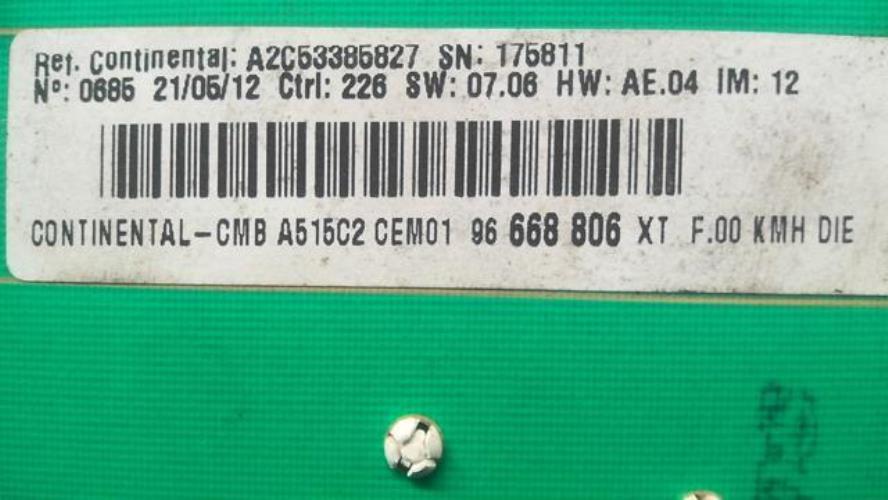 Ref. Continental: A2C53385827 SN: 175811
Nº: 0685 21/05/12 Ctrl: 226 SW: 07.06 HW: AE.04 IM: 12
CONTINENTAL-CMB A515C2 CEM01 96 668 806 XT F.00 KMH DIE